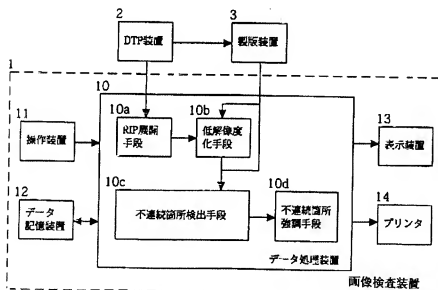 2
DTP装置
3
製版装置
1
10
10a
RIP展開
手段
10b
低解像度
化手段
11
操作装置
13
表示装置
10c
不連続箇所検出手段
10d
不連続箇所
強調手段
12
データ
記憶装置
14
プリンタ
データ処理装置
画像検査装置